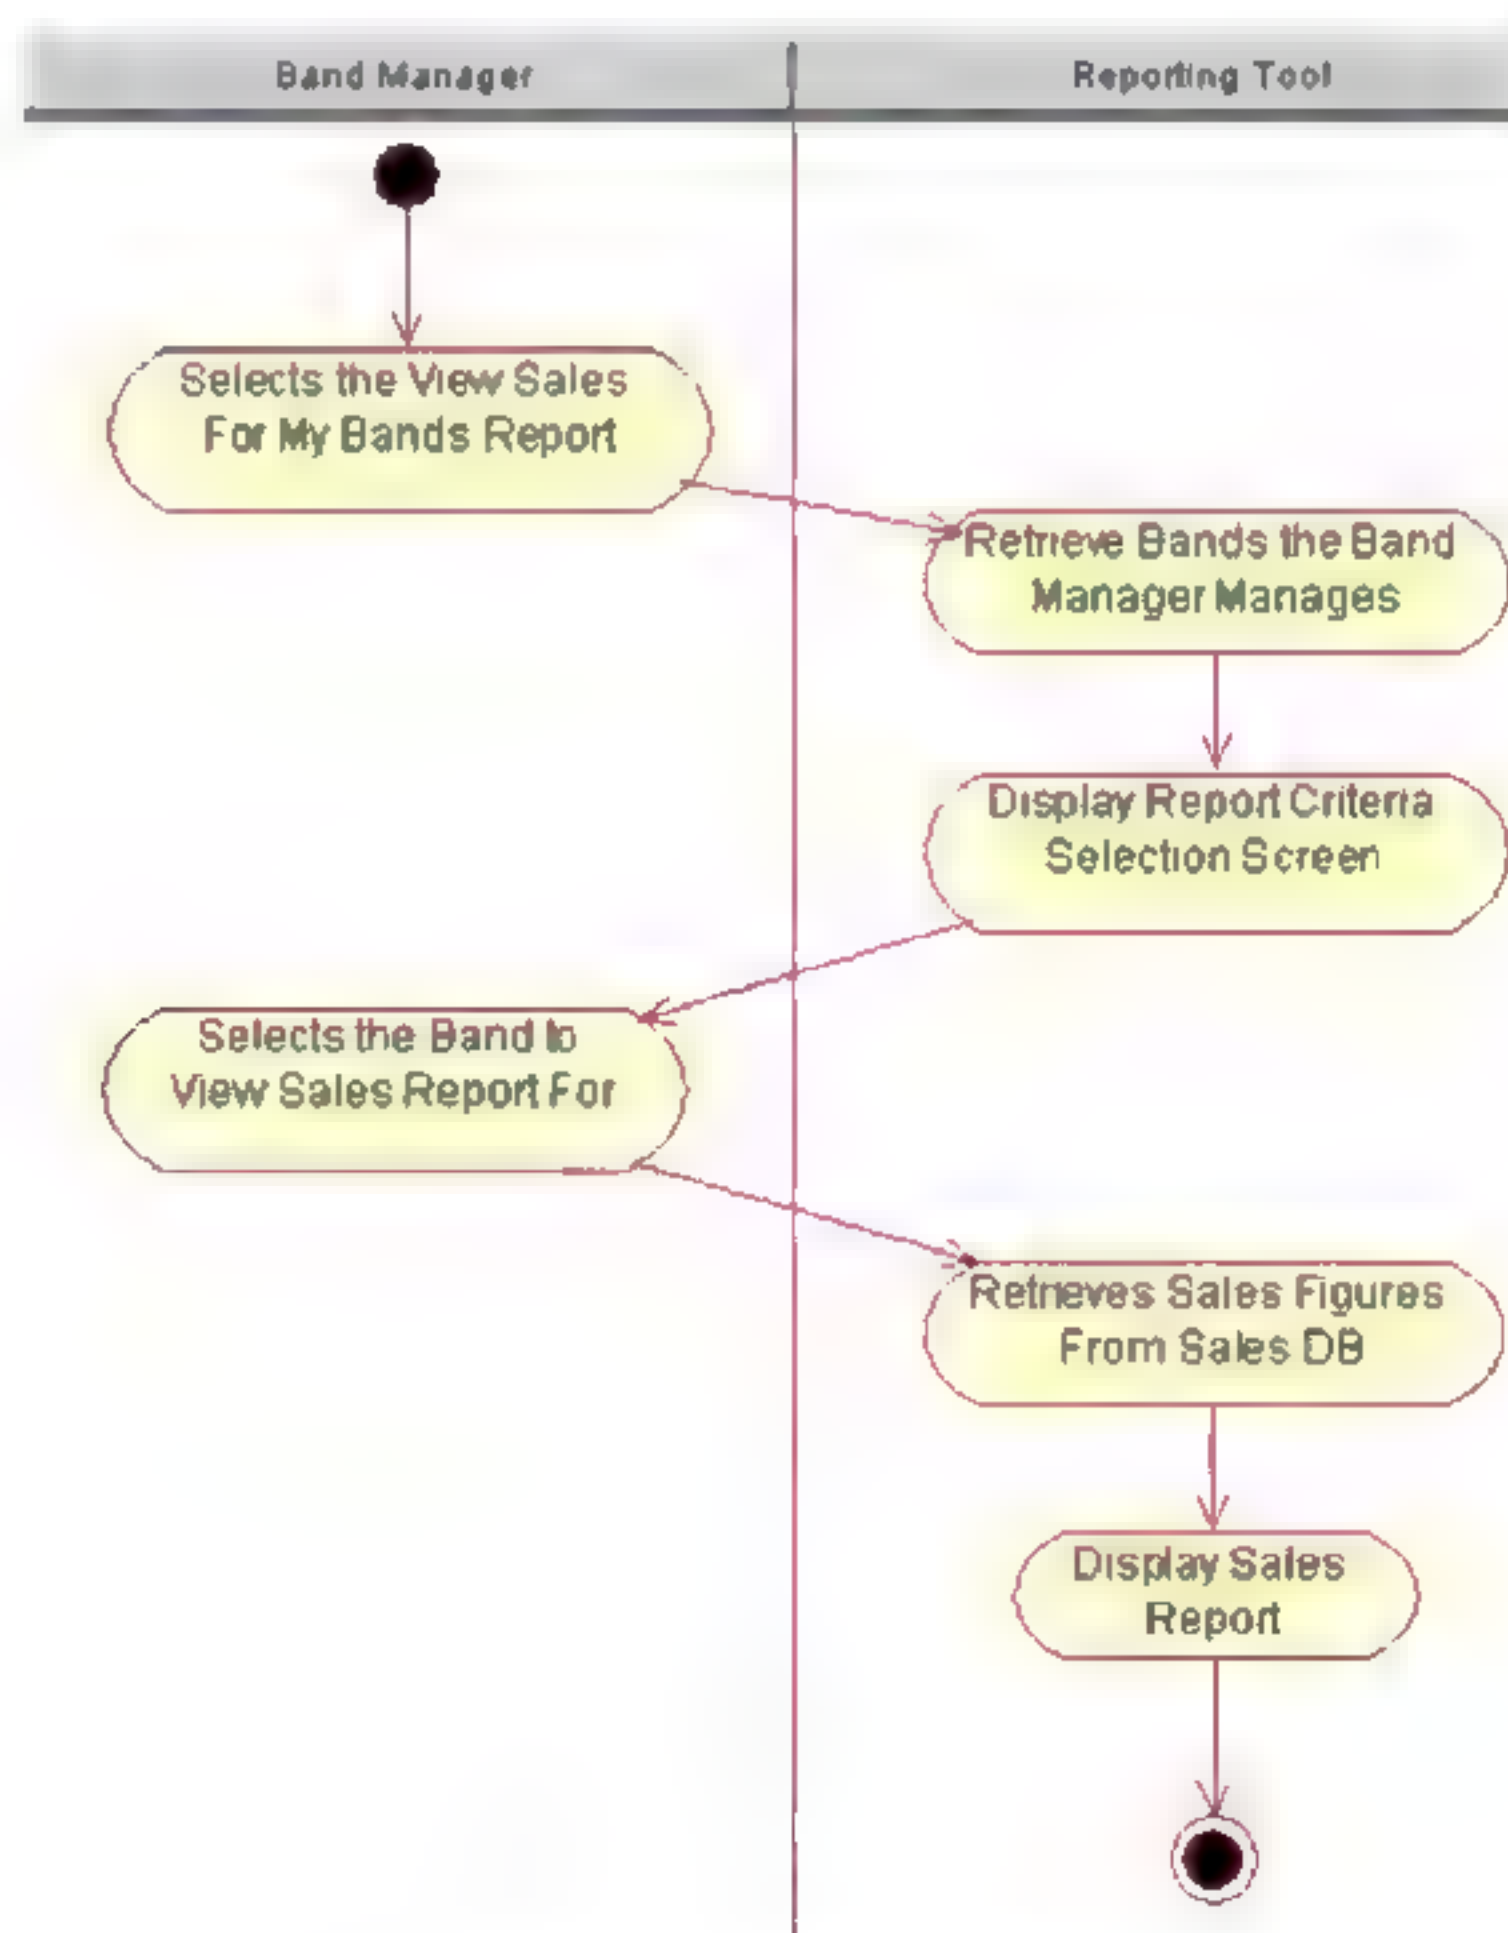 Band Manager
Reporting Tool
Selects the View Sales
For My Bands Report
Retrieve Bands the Band
Manager Manages
Display Report Criteria
Selection Screen
Selects the Band to
View Sales Report For
Retrieves Sales Figures
From Sales DB
Display Sales
Report